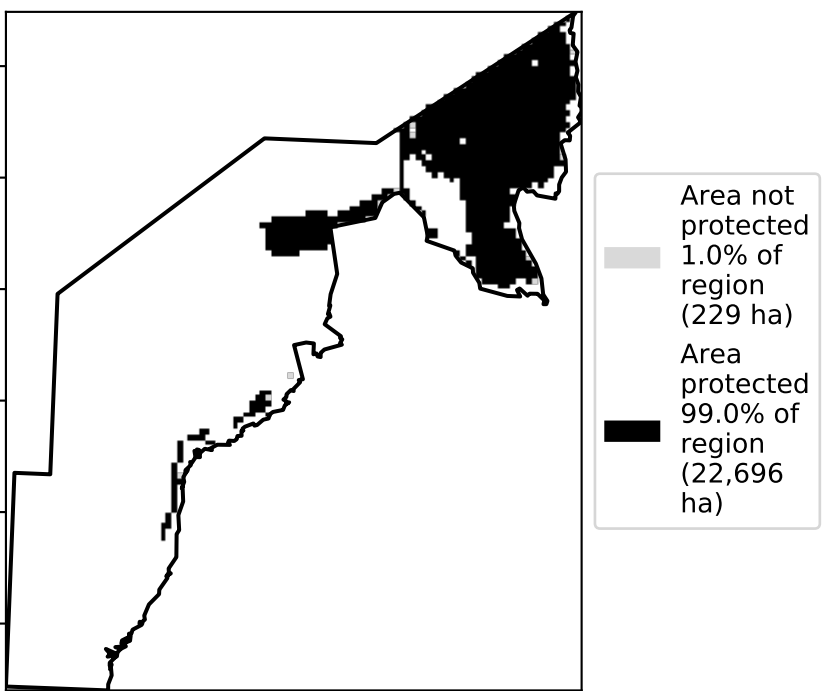 Area not
protected
1.0% of
region
(229 ha)
Area
protected
99.0% of
region
(22,696
ha)